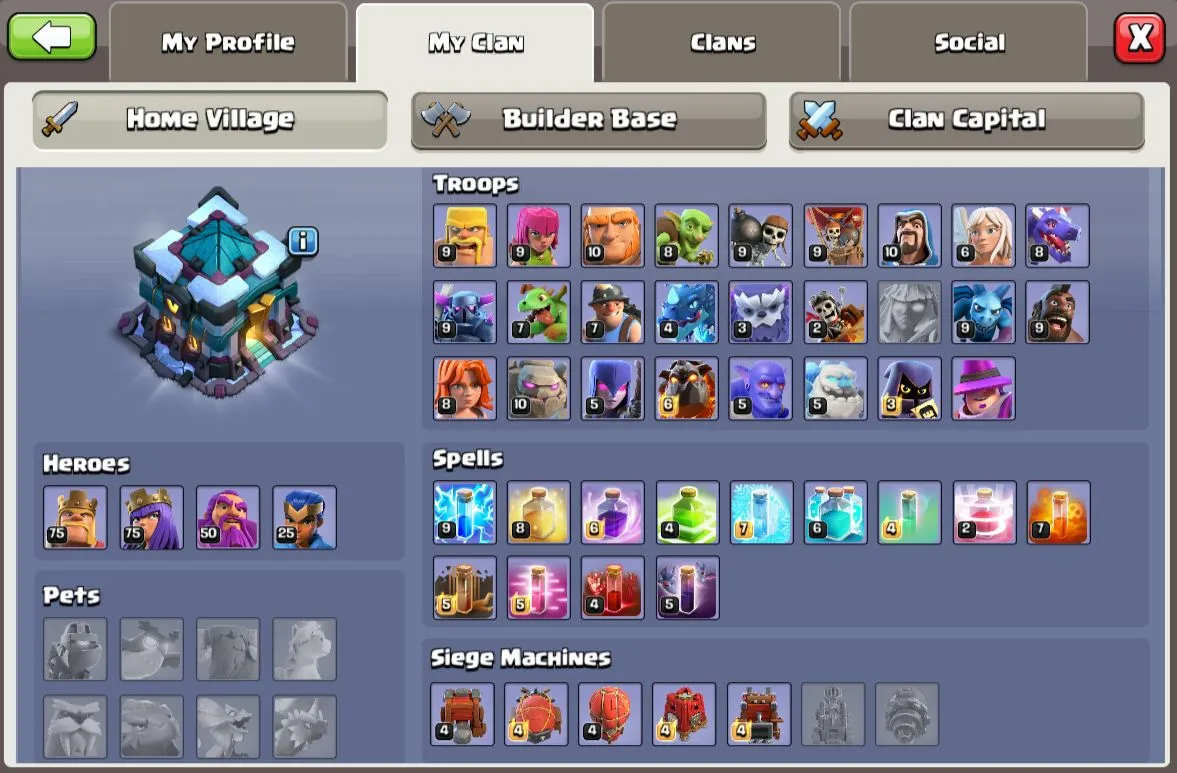 My Profile
My Clan
Clans
Social
X
Home Village
Builder Base
Clan Capital
i
Troops
9 9 10 8 9 9 10 6 8
9 7 7 4 3 2 9 9
8 10 5 6 5 5 3
Heroes
75 75 50 25
Spells
9 8 6 4 7 6 4 2 7
5 5 4 5
Pets
Siege Machines
4 4 4 4 4